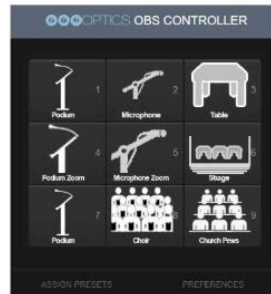 PTZOPTICS OBS CONTROLLER
1
2
3
Podium
Microphone
Table
4
5
6
Podium Zoom
Microphone Zoom
Stage
7
8
9
Podium
Choir
Church Pews
ASSIGN PRESETS
PREFERENCES